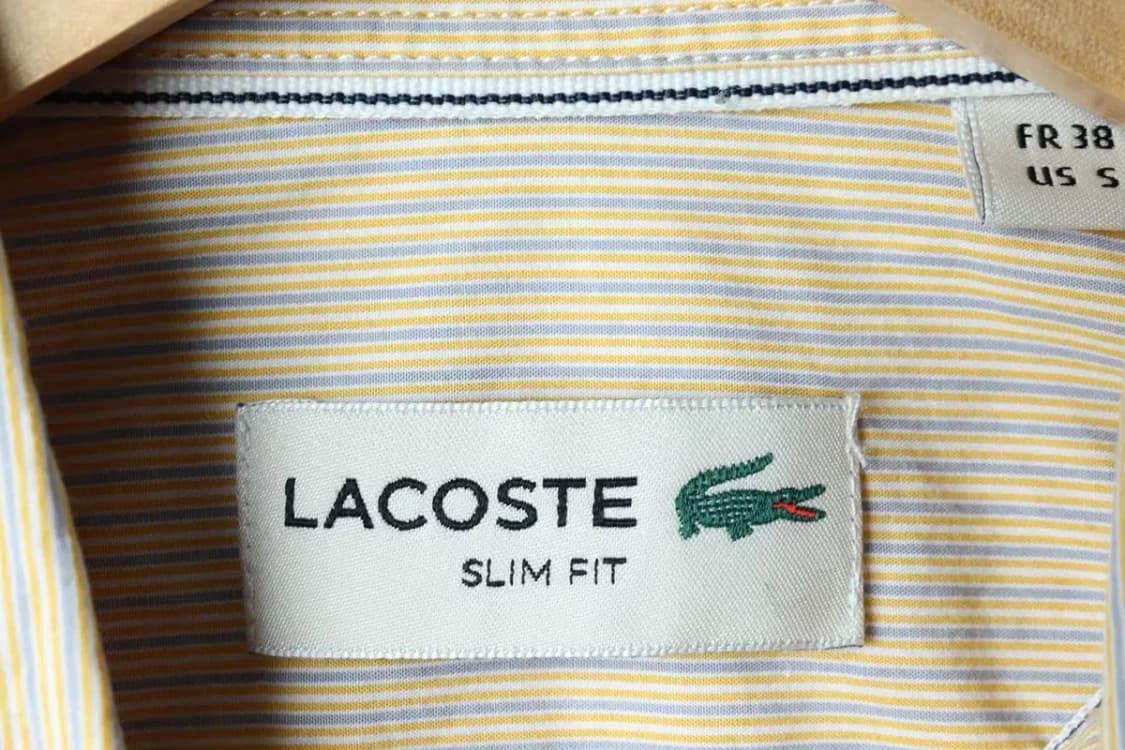 FR 38
US S
LACOSTE
SLIM FIT